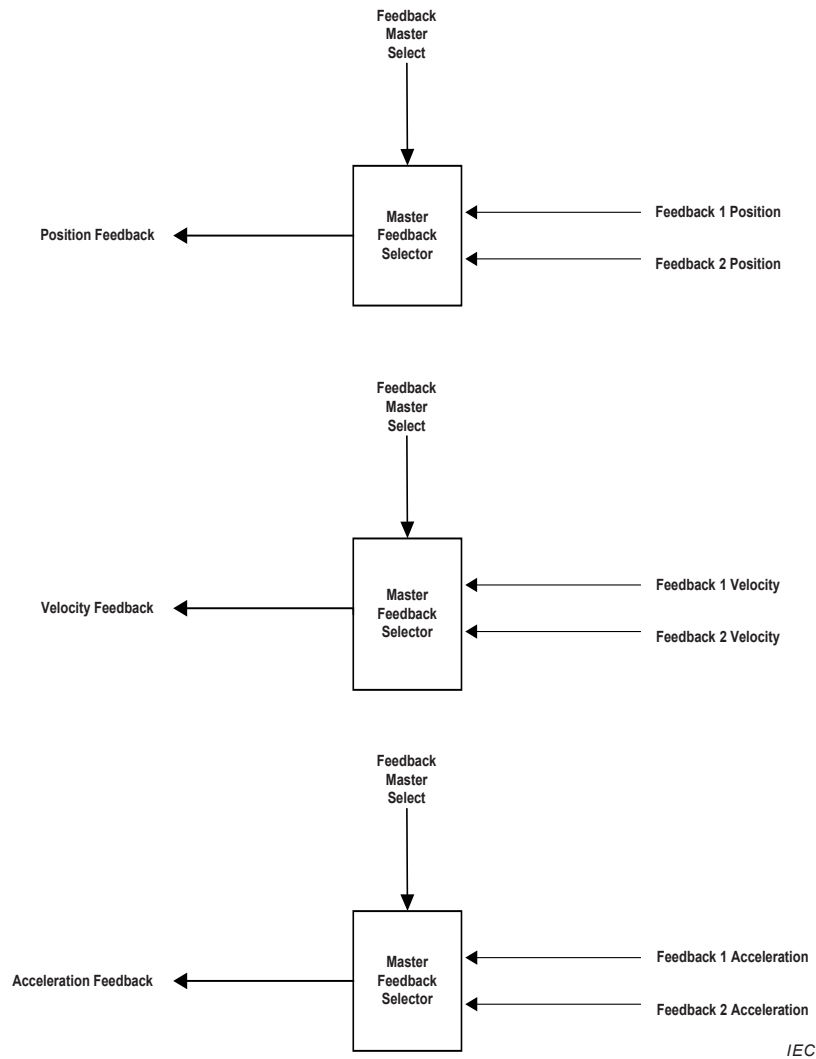 Feedback
Master
Select
Master
Feedback
Selector
Position Feedback
Feedback 1 Position
Feedback 2 Position
Feedback
Master
Select
Master
Feedback
Selector
Velocity Feedback
Feedback 1 Velocity
Feedback 2 Velocity
Feedback
Master
Select
Master
Feedback
Selector
Acceleration Feedback
Feedback 1 Acceleration
Feedback 2 Acceleration
IEC